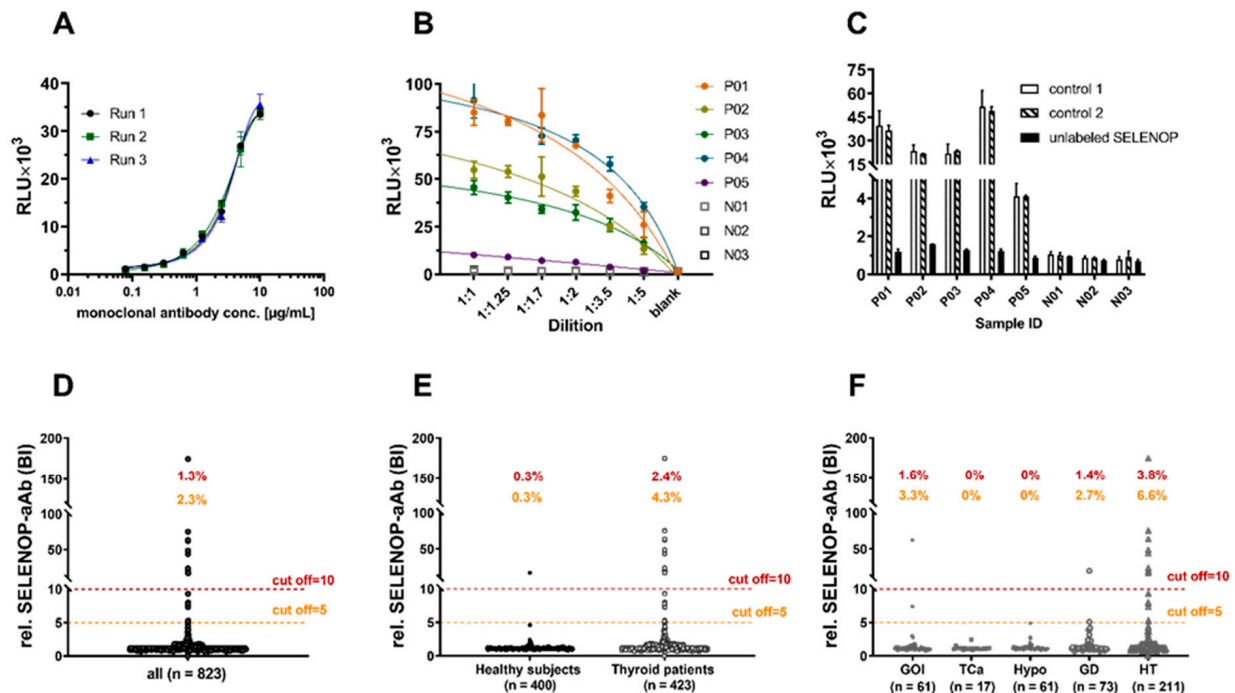 A
RLU×10³
40
30
20
10
0
Run 1
Run 2
Run 3
0.01
0.1
1
10
100
monoclonal antibody conc. [µg/mL]
B
RLU×10³
100
75
50
25
0
P01
P02
P03
P04
P05
N01
N02
N03
1:1
1:1.25
1:1.7
1:2
1:3.5
1:5
blank
Dilition
C
RLU×10³
75
60
45
30
15
4
2
0
control 1
control 2
unlabeled SELENOP
P01
P02
P03
P04
P05
N01
N02
N03
Sample ID
D
rel. SELENOP-aAb (BI)
200
150
100
50
10
5
0
1.3%
2.3%
cut off=10
cut off=5
all (n = 823)
E
rel. SELENOP-aAb (BI)
200
150
100
50
10
5
0
0.3% 2.4%
0.3% 4.3%
cut off=10
cut off=5
Healthy subjects Thyroid patients
(n = 400) (n = 423)
F
rel. SELENOP-aAb (BI)
200
150
100
50
10
5
0
1.6% 0% 0% 1.4% 3.8%
3.3% 0% 0% 2.7% 6.6%
cut off=10
cut off=5
GOI TCa Hypo GD HT
(n = 61) (n = 17) (n = 61) (n = 73) (n = 211)